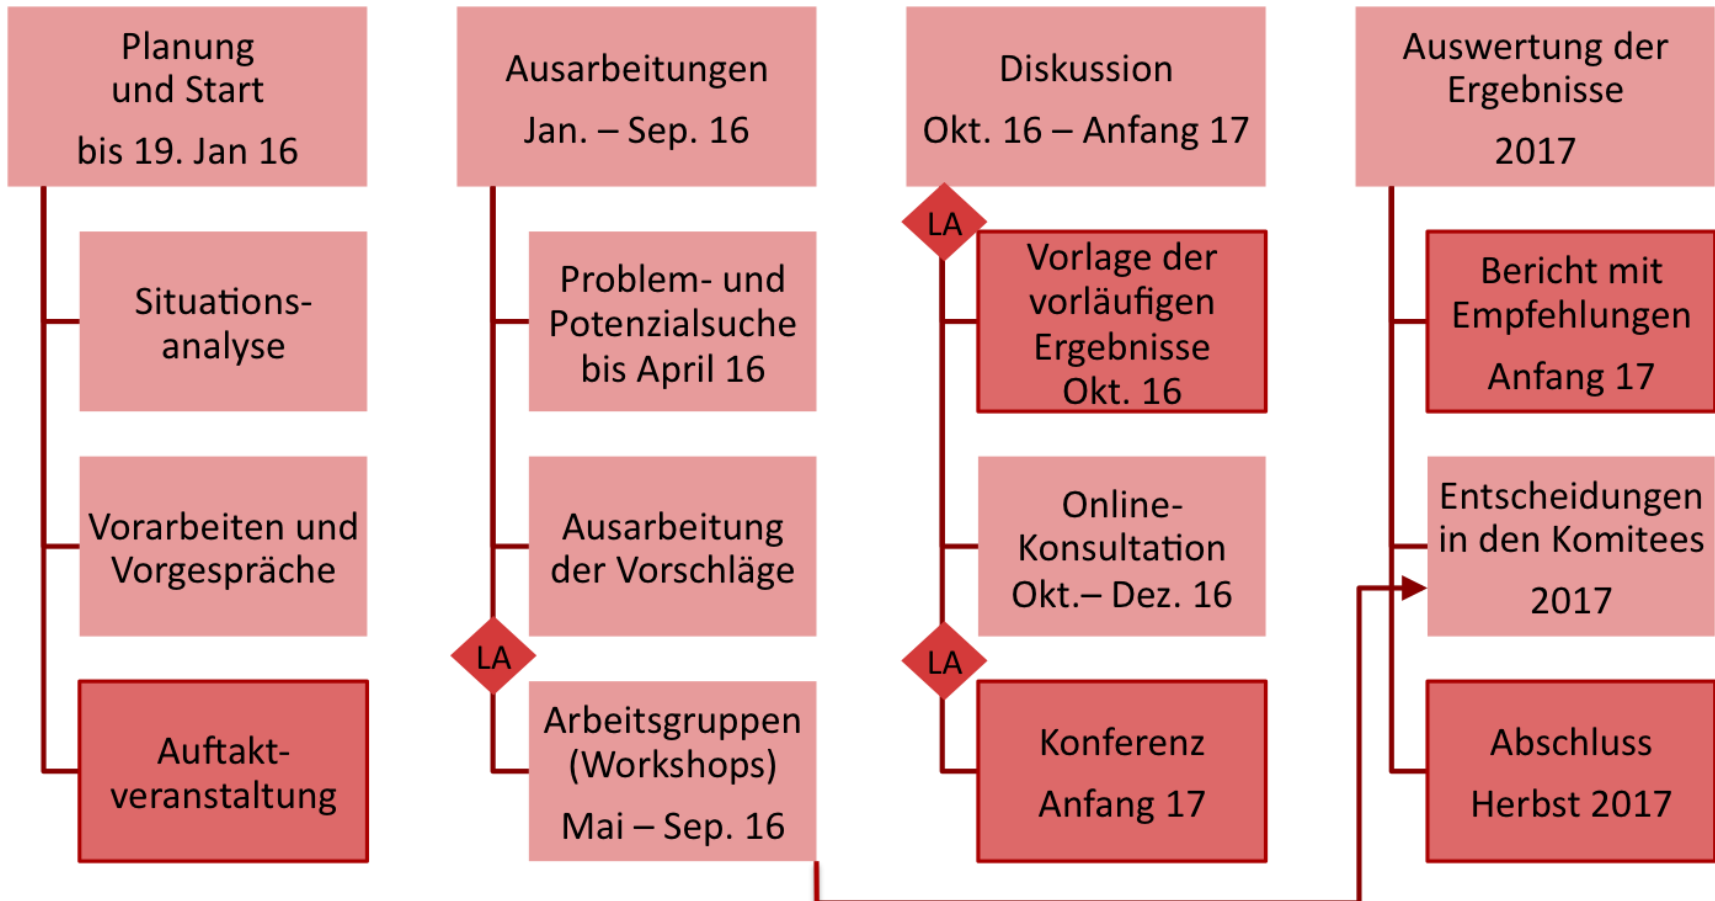 Planung
und Start
bis 19. Jan 16
Situations-
analyse
Vorarbeiten und
Vorgespräche
Auftakt-
veranstaltung
Ausarbeitungen
Jan. – Sep. 16
Problem- und
Potenzialsuche
bis April 16
Ausarbeitung
der Vorschläge
LA
Arbeitsgruppen
(Workshops)
Mai – Sep. 16
Diskussion
Okt. 16 – Anfang 17
LA
Vorlage der
vorläufigen
Ergebnisse
Okt. 16
Online-
Konsultation
Okt.– Dez. 16
LA
Konferenz
Anfang 17
Auswertung der
Ergebnisse
2017
Bericht mit
Empfehlungen
Anfang 17
Entscheidungen
in den Komitees
2017
Abschluss
Herbst 2017